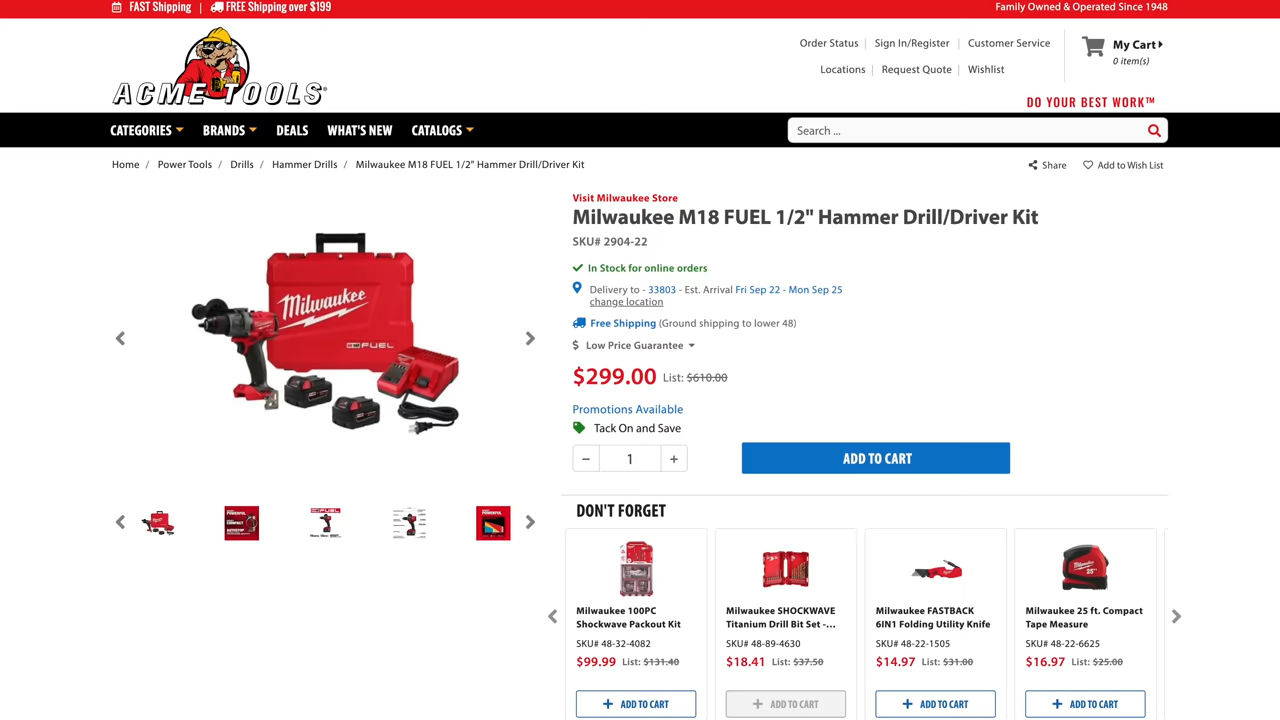 FAST Shipping | FREE Shipping over $199
Family Owned & Operated Since 1948
ACME TOOLS
Order Status | Sign In/Register | Customer Service
Locations | Request Quote | Wishlist
My Cart
0 item(s)
DO YOUR BEST WORK™
CATEGORIES BRANDS DEALS WHAT'S NEW CATALOGS
Search ...
Home / Power Tools / Drills / Hammer Drills / Milwaukee M18 FUEL 1/2" Hammer Drill/Driver Kit
Share Add to Wish List
Milwaukee
FUEL
Visit Milwaukee Store
Milwaukee M18 FUEL 1/2" Hammer Drill/Driver Kit
SKU# 2904-22
In Stock for online orders
Delivery to - 33803 - Est. Arrival Fri Sep 22 - Mon Sep 25
change location
Free Shipping (Ground shipping to lower 48)
$ Low Price Guarantee
$299.00 List: $610.00
Promotions Available
Tack On and Save
− 1 +
ADD TO CART
DON'T FORGET
Milwaukee 100PC
Shockwave Packout Kit
SKU# 48-32-4082
$99.99 List: $131.40
+ ADD TO CART
Milwaukee SHOCKWAVE
Titanium Drill Bit Set -...
SKU# 48-89-4630
$18.41 List: $37.50
+ ADD TO CART
Milwaukee FASTBACK
6IN1 Folding Utility Knife
SKU# 48-22-1505
$14.97 List: $31.00
+ ADD TO CART
Milwaukee 25 ft. Compact
Tape Measure
SKU# 48-22-6625
$16.97 List: $25.00
+ ADD TO CART